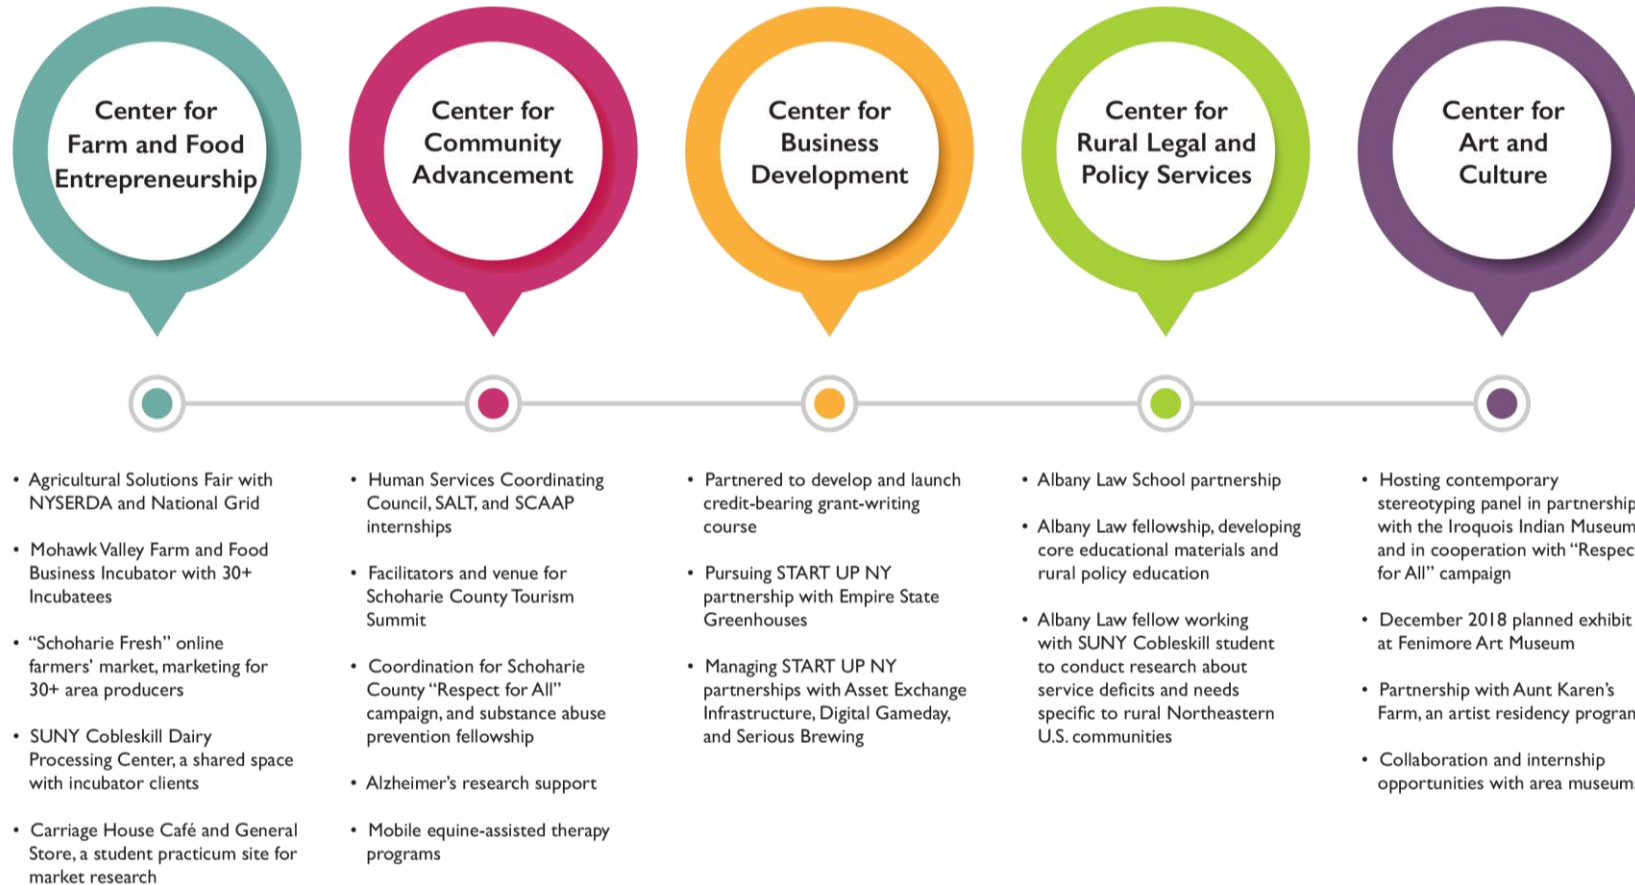 Center for
Farm and Food
Entrepreneurship
Center for
Community
Advancement
Center for
Business
Development
Center for
Rural Legal and
Policy Services
Center for
Art and
Culture
• Agricultural Solutions Fair with
NYSERDA and National Grid
• Mohawk Valley Farm and Food
Business Incubator with 30+
Incubatees
• “Schoharie Fresh” online
farmers’ market, marketing for
30+ area producers
• SUNY Cobleskill Dairy
Processing Center, a shared space
with incubator clients
• Carriage House Café and General
Store, a student practicum site for
market research
• Human Services Coordinating
Council, SALT, and SCAAP
internships
• Facilitators and venue for
Schoharie County Tourism
Summit
• Coordination for Schoharie
County “Respect for All”
campaign, and substance abuse
prevention fellowship
• Alzheimer’s research support
• Mobile equine-assisted therapy
programs
• Partnered to develop and launch
credit-bearing grant-writing
course
• Pursuing START UP NY
partnership with Empire State
Greenhouses
• Managing START UP NY
partnerships with Asset Exchange
Infrastructure, Digital Gameday,
and Serious Brewing
• Albany Law School partnership
• Albany Law fellowship, developing
core educational materials and
rural policy education
• Albany Law fellow working
with SUNY Cobleskill student
to conduct research about
service deficits and needs
specific to rural Northeastern
U.S. communities
• Hosting contemporary
stereotyping panel in partnership
with the Iroquois Indian Museum
and in cooperation with “Respect
for All” campaign
• December 2018 planned exhibit
at Fenimore Art Museum
• Partnership with Aunt Karen’s
Farm, an artist residency program
• Collaboration and internship
opportunities with area museums